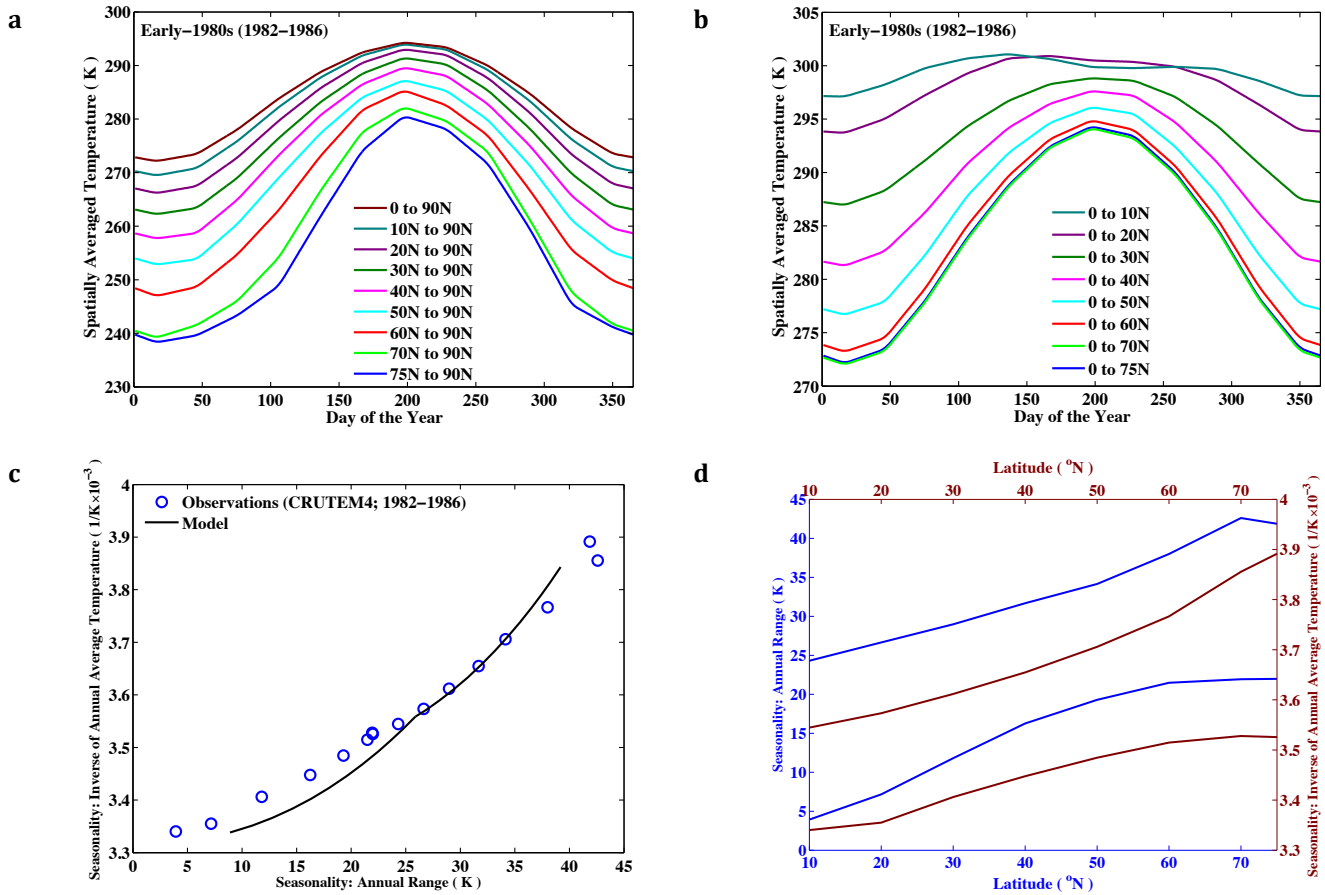 a
Early−1980s (1982−1986)
Spatially Averaged Temperature ( K )
300
290
280
270
260
250
240
230
0 to 90N
10N to 90N
20N to 90N
30N to 90N
40N to 90N
50N to 90N
60N to 90N
70N to 90N
75N to 90N
0 50 100 150 200 250 300 350
Day of the Year
b
Early−1980s (1982−1986)
Spatially Averaged Temperature ( K )
305
300
295
290
285
280
275
270
0 to 10N
0 to 20N
0 to 30N
0 to 40N
0 to 50N
0 to 60N
0 to 70N
0 to 75N
0 50 100 150 200 250 300 350
Day of the Year
c
Observations (CRUTEM4; 1982−1986)
Model
Seasonality: Inverse of Annual Average Temperature ( 1/K×10⁻³ )
4
3.9
3.8
3.7
3.6
3.5
3.4
3.3
0 5 10 15 20 25 30 35 40 45
Seasonality: Annual Range ( K )
d
Latitude ( °N )
10 20 30 40 50 60 70
Seasonality: Annual Range ( K )
45
40
35
30
25
20
15
10
5
0
4
3.9
3.8
3.7
3.6
3.5
3.4
3.3
Seasonality: Inverse of Annual Average Temperature ( 1/K×10⁻³ )
10 20 30 40 50 60 70
Latitude ( °N )